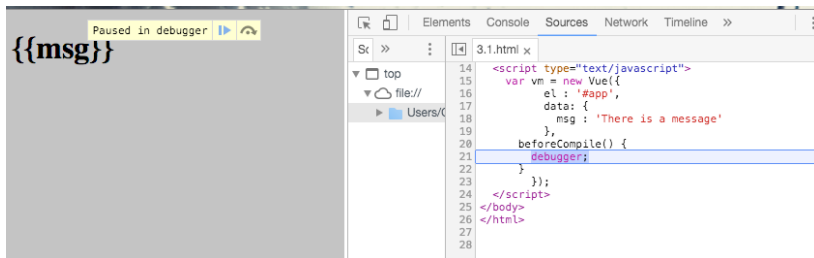 Paused in debugger
{{msg}}
Elements Console Sources Network Timeline »
»
3.1.html ×
top
file://
Users/
14 <script type="text/javascript">
15 var vm = new Vue({
16 el : '#app',
17 data: {
18 msg : 'There is a message'
19 },
20 beforeCompile() {
21 debugger;
22 }
23 });
24 </script>
25 </body>
26 </html>
27
28